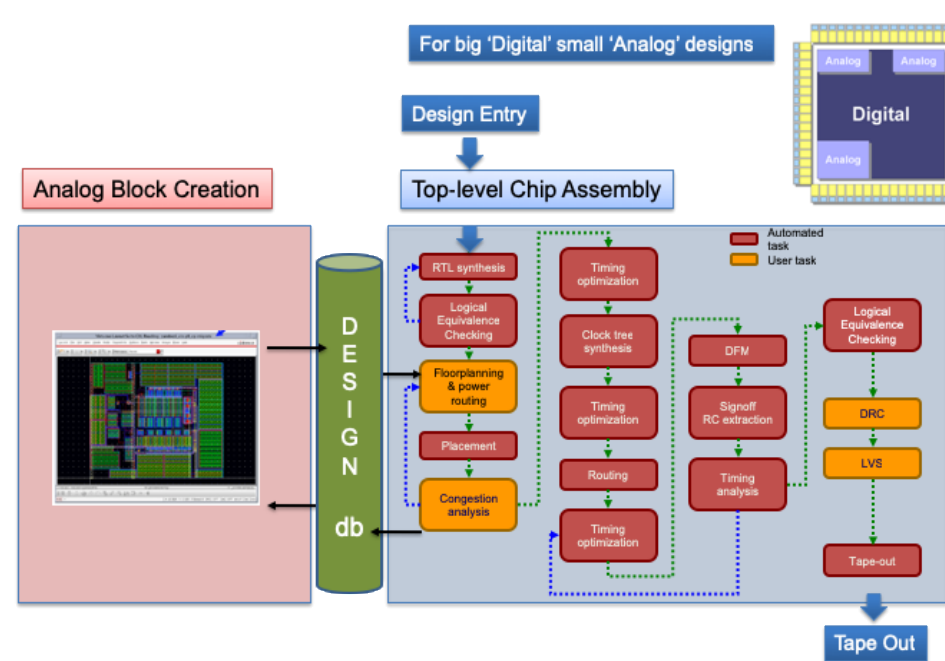 For big ‘Digital’ small ‘Analog’ designs
Analog
Analog
Digital
Analog
Design Entry
Analog Block Creation
Top-level Chip Assembly
Automated
task
User task
D
E
S
I
G
N
db
RTL synthesis
Logical
Equivalence
Checking
Floorplanning
& power
routing
Placement
Congestion
analysis
Timing
optimization
Clock tree
synthesis
Timing
optimization
Routing
Timing
optimization
DFM
Signoff
RC extraction
Timing
analysis
Logical
Equivalence
Checking
DRC
LVS
Tape-out
Tape Out